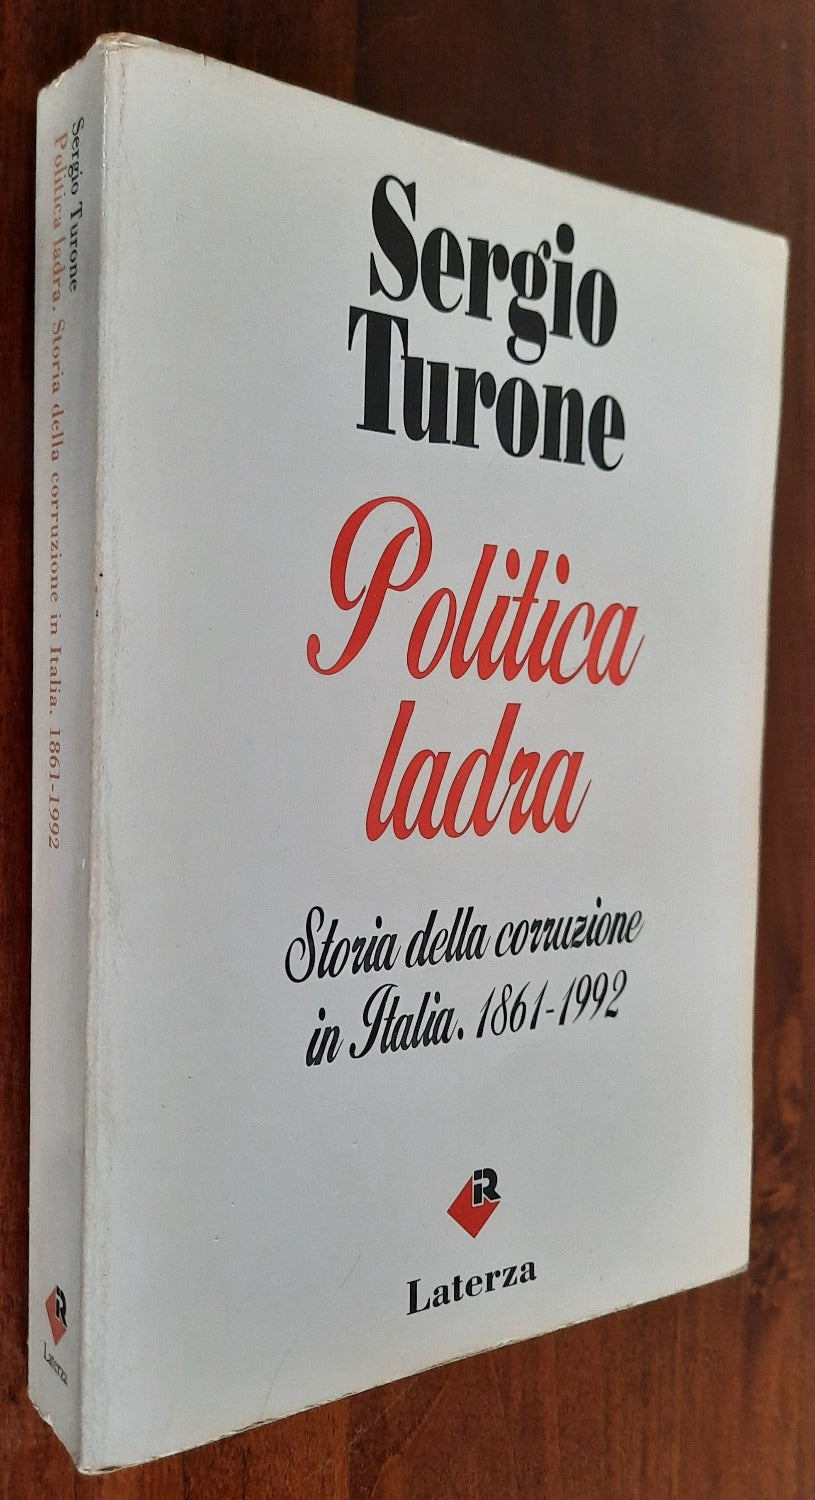 Sergio
Turone
Politica
ladra
Storia della corruzione
in Italia. 1861-1992
R
Laterza
Sergio Turone
Politica ladra. Storia della corruzione in Italia. 1861-1992
R
Laterza